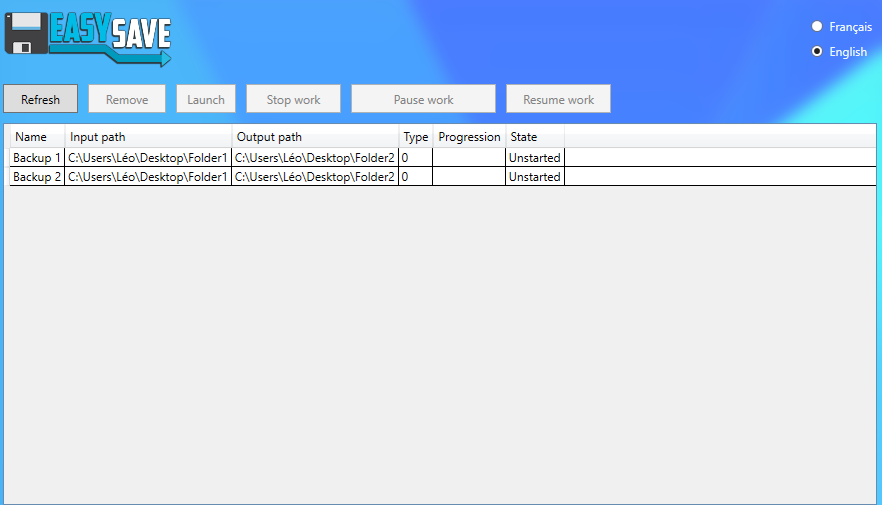 EASY SAVE
Français
English
Refresh Remove Launch Stop work Pause work Resume work
Name Input path Output path Type Progression State
Backup 1 C:\Users\Léo\Desktop\Folder1 C:\Users\Léo\Desktop\Folder2 0 Unstarted
Backup 2 C:\Users\Léo\Desktop\Folder1 C:\Users\Léo\Desktop\Folder2 0 Unstarted